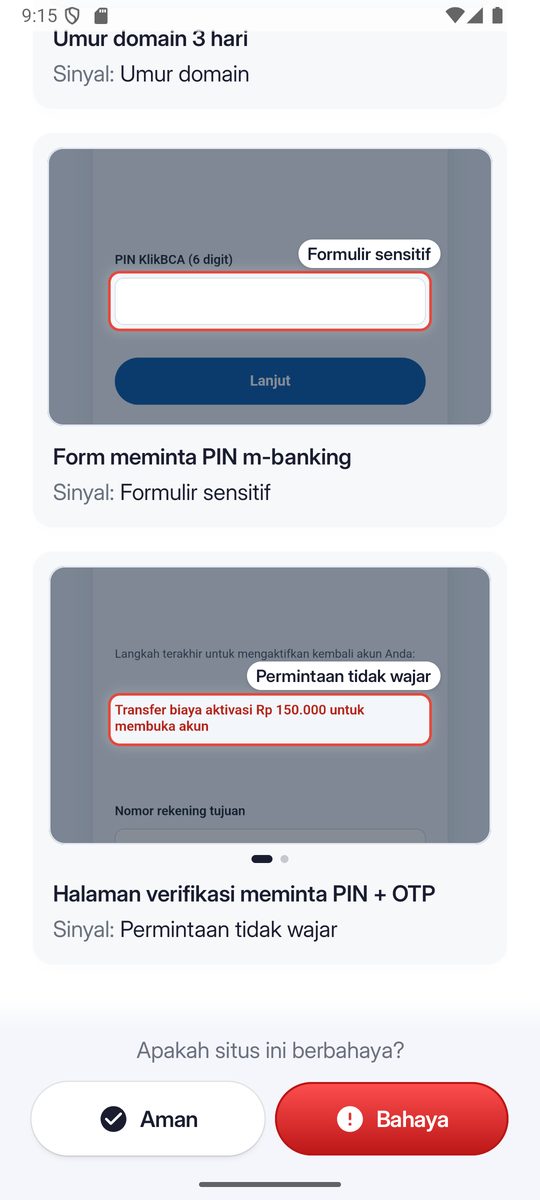 9:15
Umur domain 3 hari
Sinyal: Umur domain
Formulir sensitif
PIN KlikBCA (6 digit)
Lanjut
Form meminta PIN m-banking
Sinyal: Formulir sensitif
Langkah terakhir untuk mengaktifkan kembali akun Anda:
Permintaan tidak wajar
Transfer biaya aktivasi Rp 150.000 untuk
membuka akun
Nomor rekening tujuan
Halaman verifikasi meminta PIN + OTP
Sinyal: Permintaan tidak wajar
Apakah situs ini berbahaya?
Aman
Bahaya